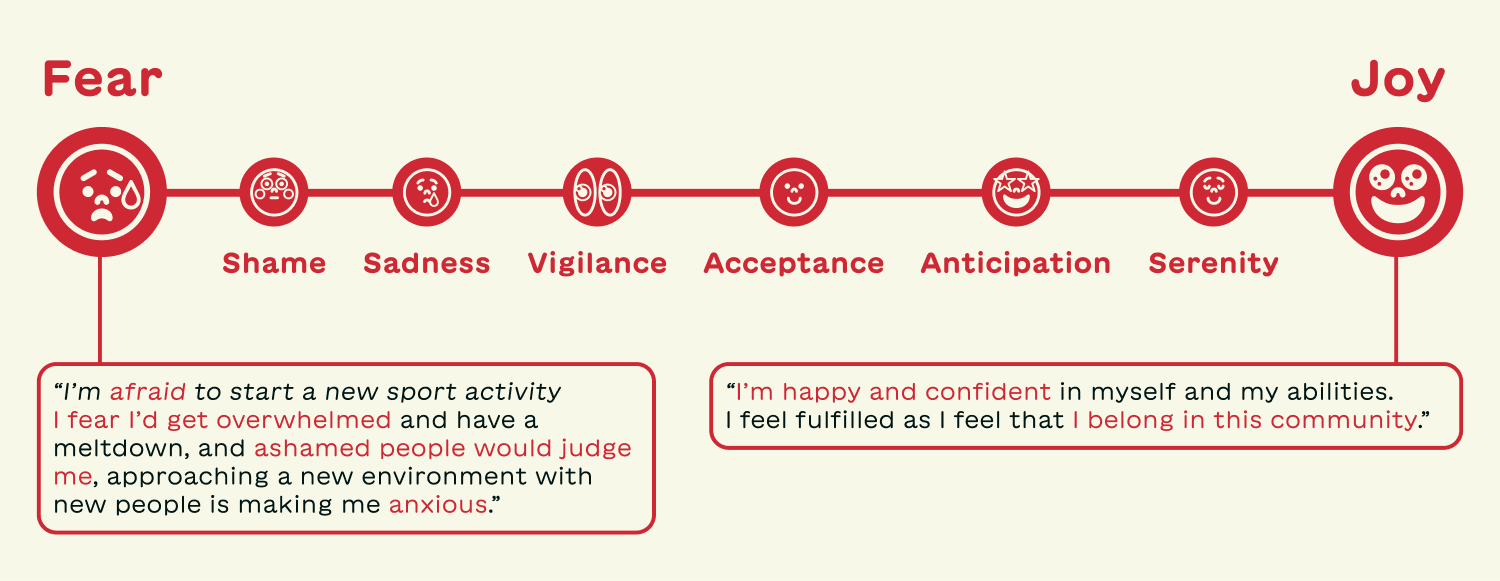 Fear
Joy
Shame
Sadness
Vigilance
Acceptance
Anticipation
Serenity
“I’m afraid to start a new sport activity
I fear I’d get overwhelmed and have a
meltdown, and ashamed people would judge
me, approaching a new environment with
new people is making me anxious.”
“I’m happy and confident in myself and my abilities.
I feel fulfilled as I feel that I belong in this community.”